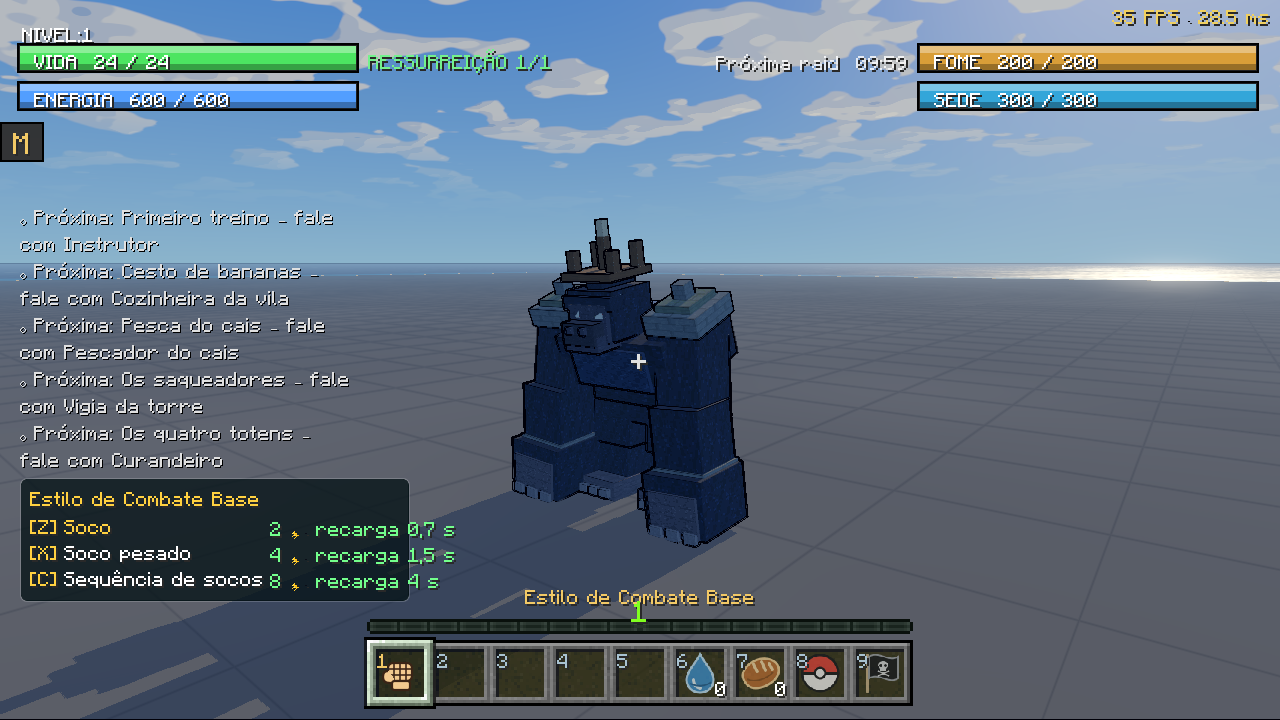 35 FPS · 28.5 ms
NIVEL:1
VIDA 24 / 24
RESSURREIÇÃO 1/1
Próxima raid 09:59
FOME 200 / 200
ENERGIA 600 / 600
SEDE 300 / 300
M
Próxima: Primeiro treino - fale
com Instrutor
Próxima: Cesto de bananas -
fale com Cozinheira da vila
Próxima: Pesca do cais - fale
com Pescador do cais
Próxima: Os saqueadores - fale
com Vigia da torre
Próxima: Os quatro totens -
fale com Curandeiro
Estilo de Combate Base
[Z] Soco 2 recarga 0,7 s
[X] Soco pesado 4 recarga 1,5 s
[C] Sequência de socos 8 recarga 4 s
Estilo de Combate Base
1
1 2 3 4 5 6 7 8 9
0 0